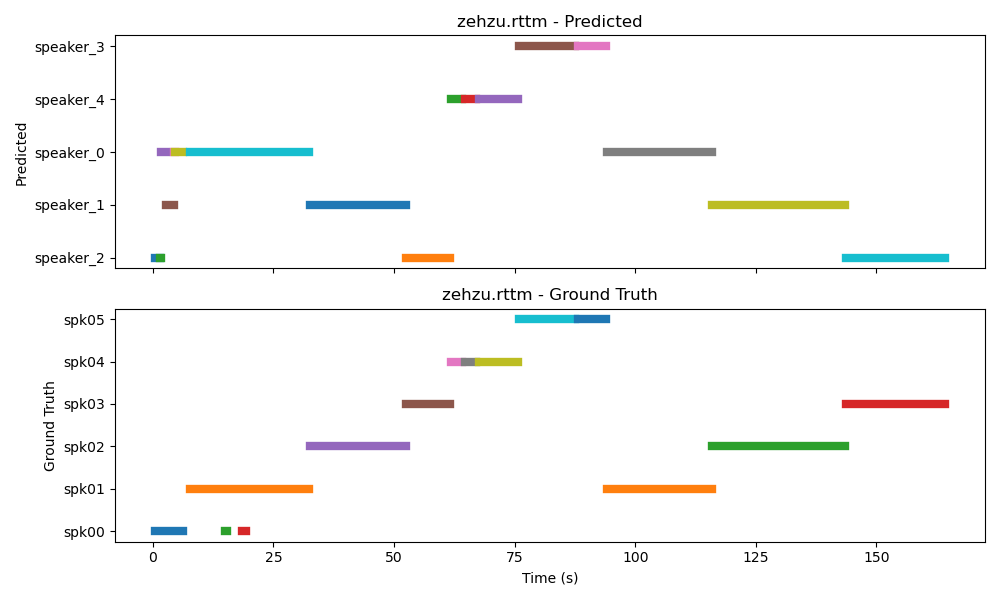 zehzu.rttm - Predicted
speaker_3
speaker_4
speaker_0
speaker_1
speaker_2
Predicted
zehzu.rttm - Ground Truth
spk05
spk04
spk03
spk02
spk01
spk00
Ground Truth
0 25 50 75 100 125 150
Time (s)